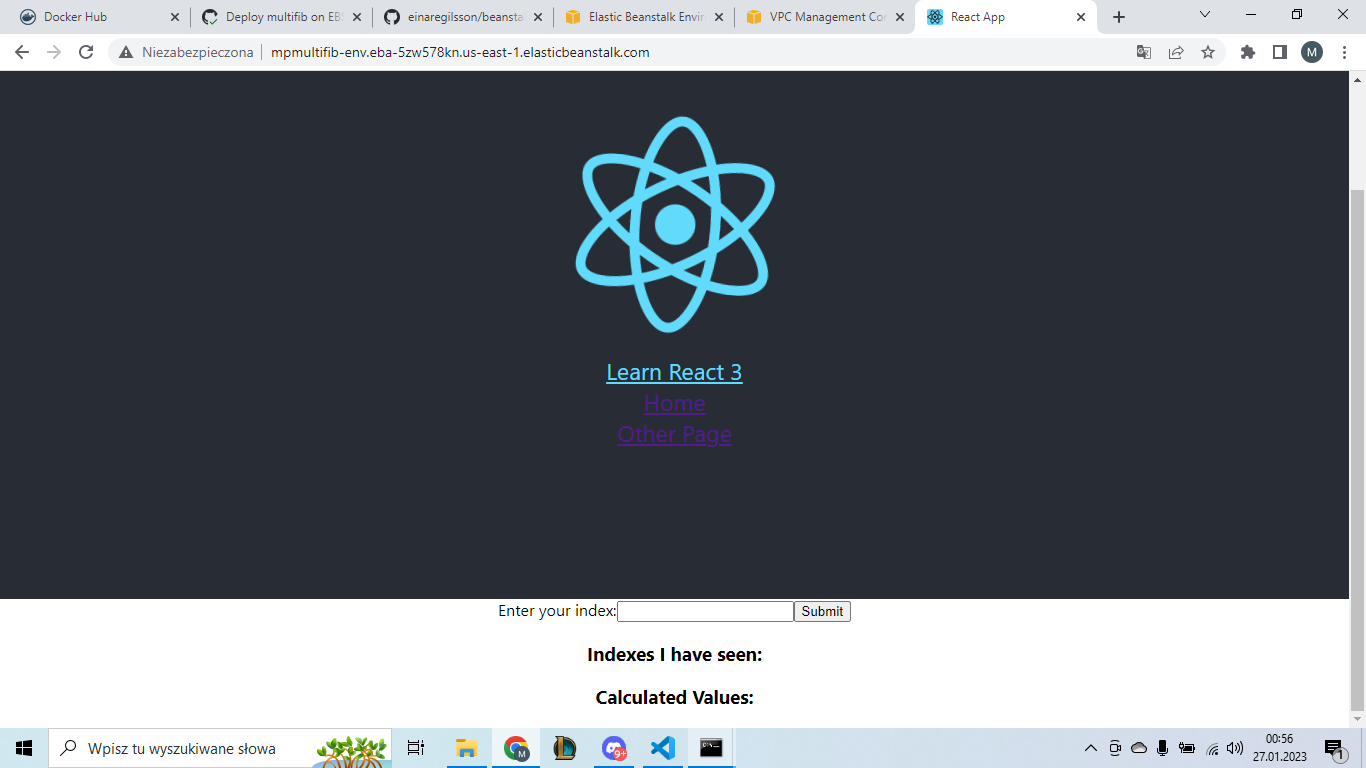 Docker Hub
Deploy multifib on EBS
einaregilsson/beansta
Elastic Beanstalk Envir
VPC Management Co
React App
Niezabezpieczona
mpmultifib-env.eba-5zw578kn.us-east-1.elasticbeanstalk.com
M
Learn React 3
Home
Other Page
Enter your index:
Submit
Indexes I have seen:
Calculated Values:
Wpisz tu wyszukiwane słowa
M
9+
00:56
27.01.2023
1